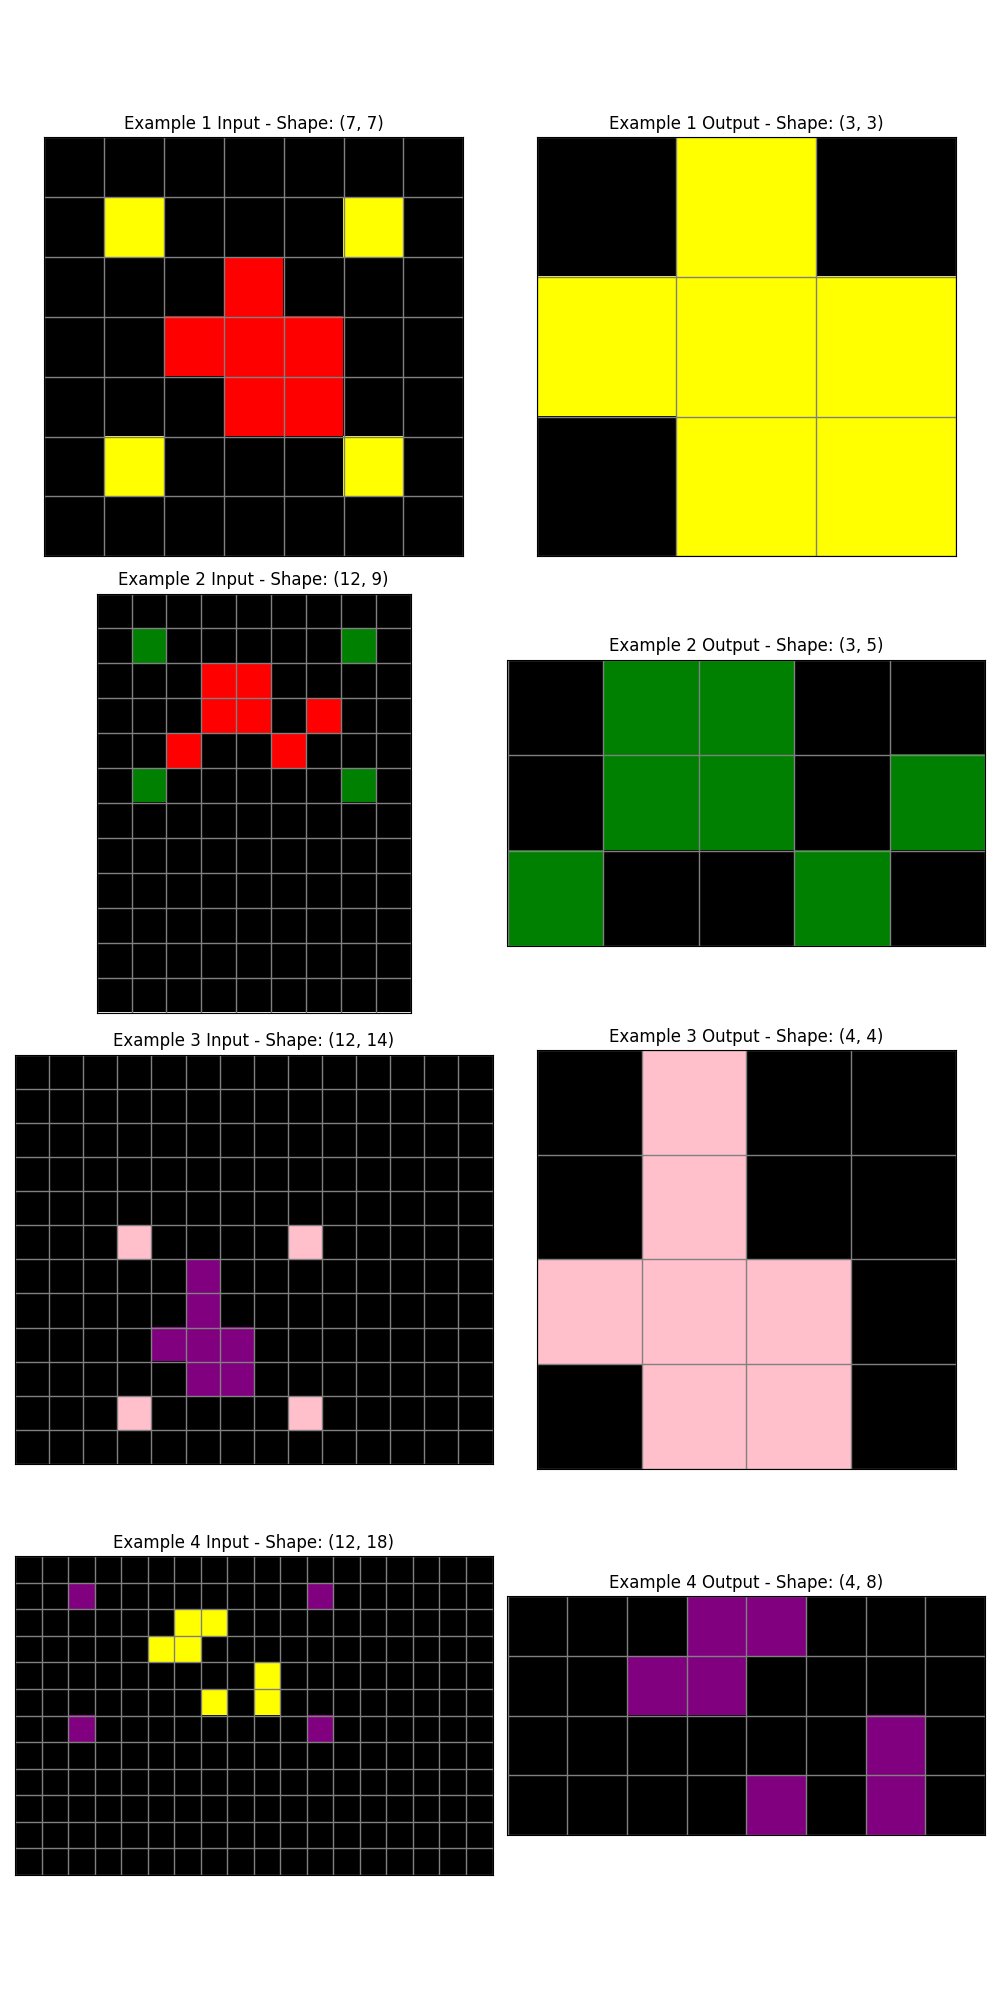 Example 1 Input - Shape: (7, 7)
Example 1 Output - Shape: (3, 3)
Example 2 Input - Shape: (12, 9)
Example 2 Output - Shape: (3, 5)
Example 3 Input - Shape: (12, 14)
Example 3 Output - Shape: (4, 4)
Example 4 Input - Shape: (12, 18)
Example 4 Output - Shape: (4, 8)